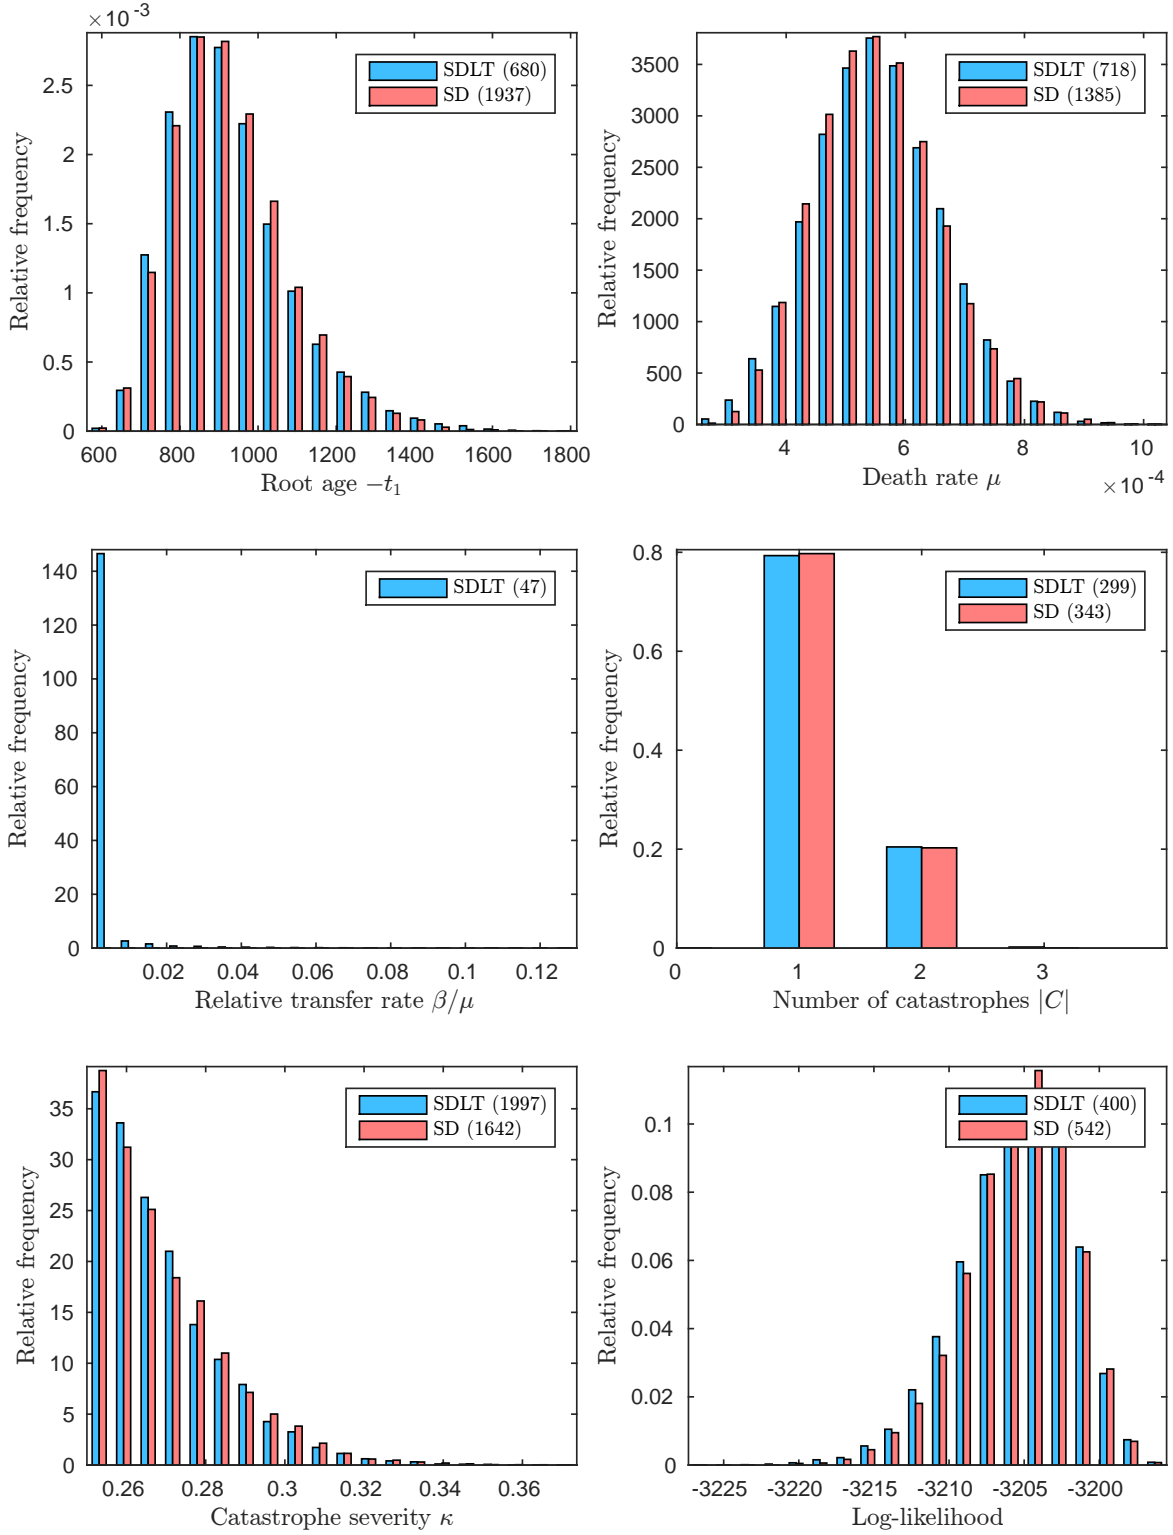 ×10⁻³
2.5
2
1.5
1
0.5
0
600 800 1000 1200 1400 1600 1800
Relative frequency
Root age −t₁
SDLT (680)
SD (1937)
3500
3000
2500
2000
1500
1000
500
0
4 6 8 10
×10⁻⁴
Relative frequency
Death rate μ
SDLT (718)
SD (1385)
140
120
100
80
60
40
20
0
0.02 0.04 0.06 0.08 0.1 0.12
Relative frequency
Relative transfer rate β/μ
SDLT (47)
0.8
0.6
0.4
0.2
0
0 1 2 3
Relative frequency
Number of catastrophes |C|
SDLT (299)
SD (343)
35
30
25
20
15
10
5
0
0.26 0.28 0.3 0.32 0.34 0.36
Relative frequency
Catastrophe severity κ
SDLT (1997)
SD (1642)
0.1
0.08
0.06
0.04
0.02
0
-3225 -3220 -3215 -3210 -3205 -3200
Relative frequency
Log-likelihood
SDLT (400)
SD (542)